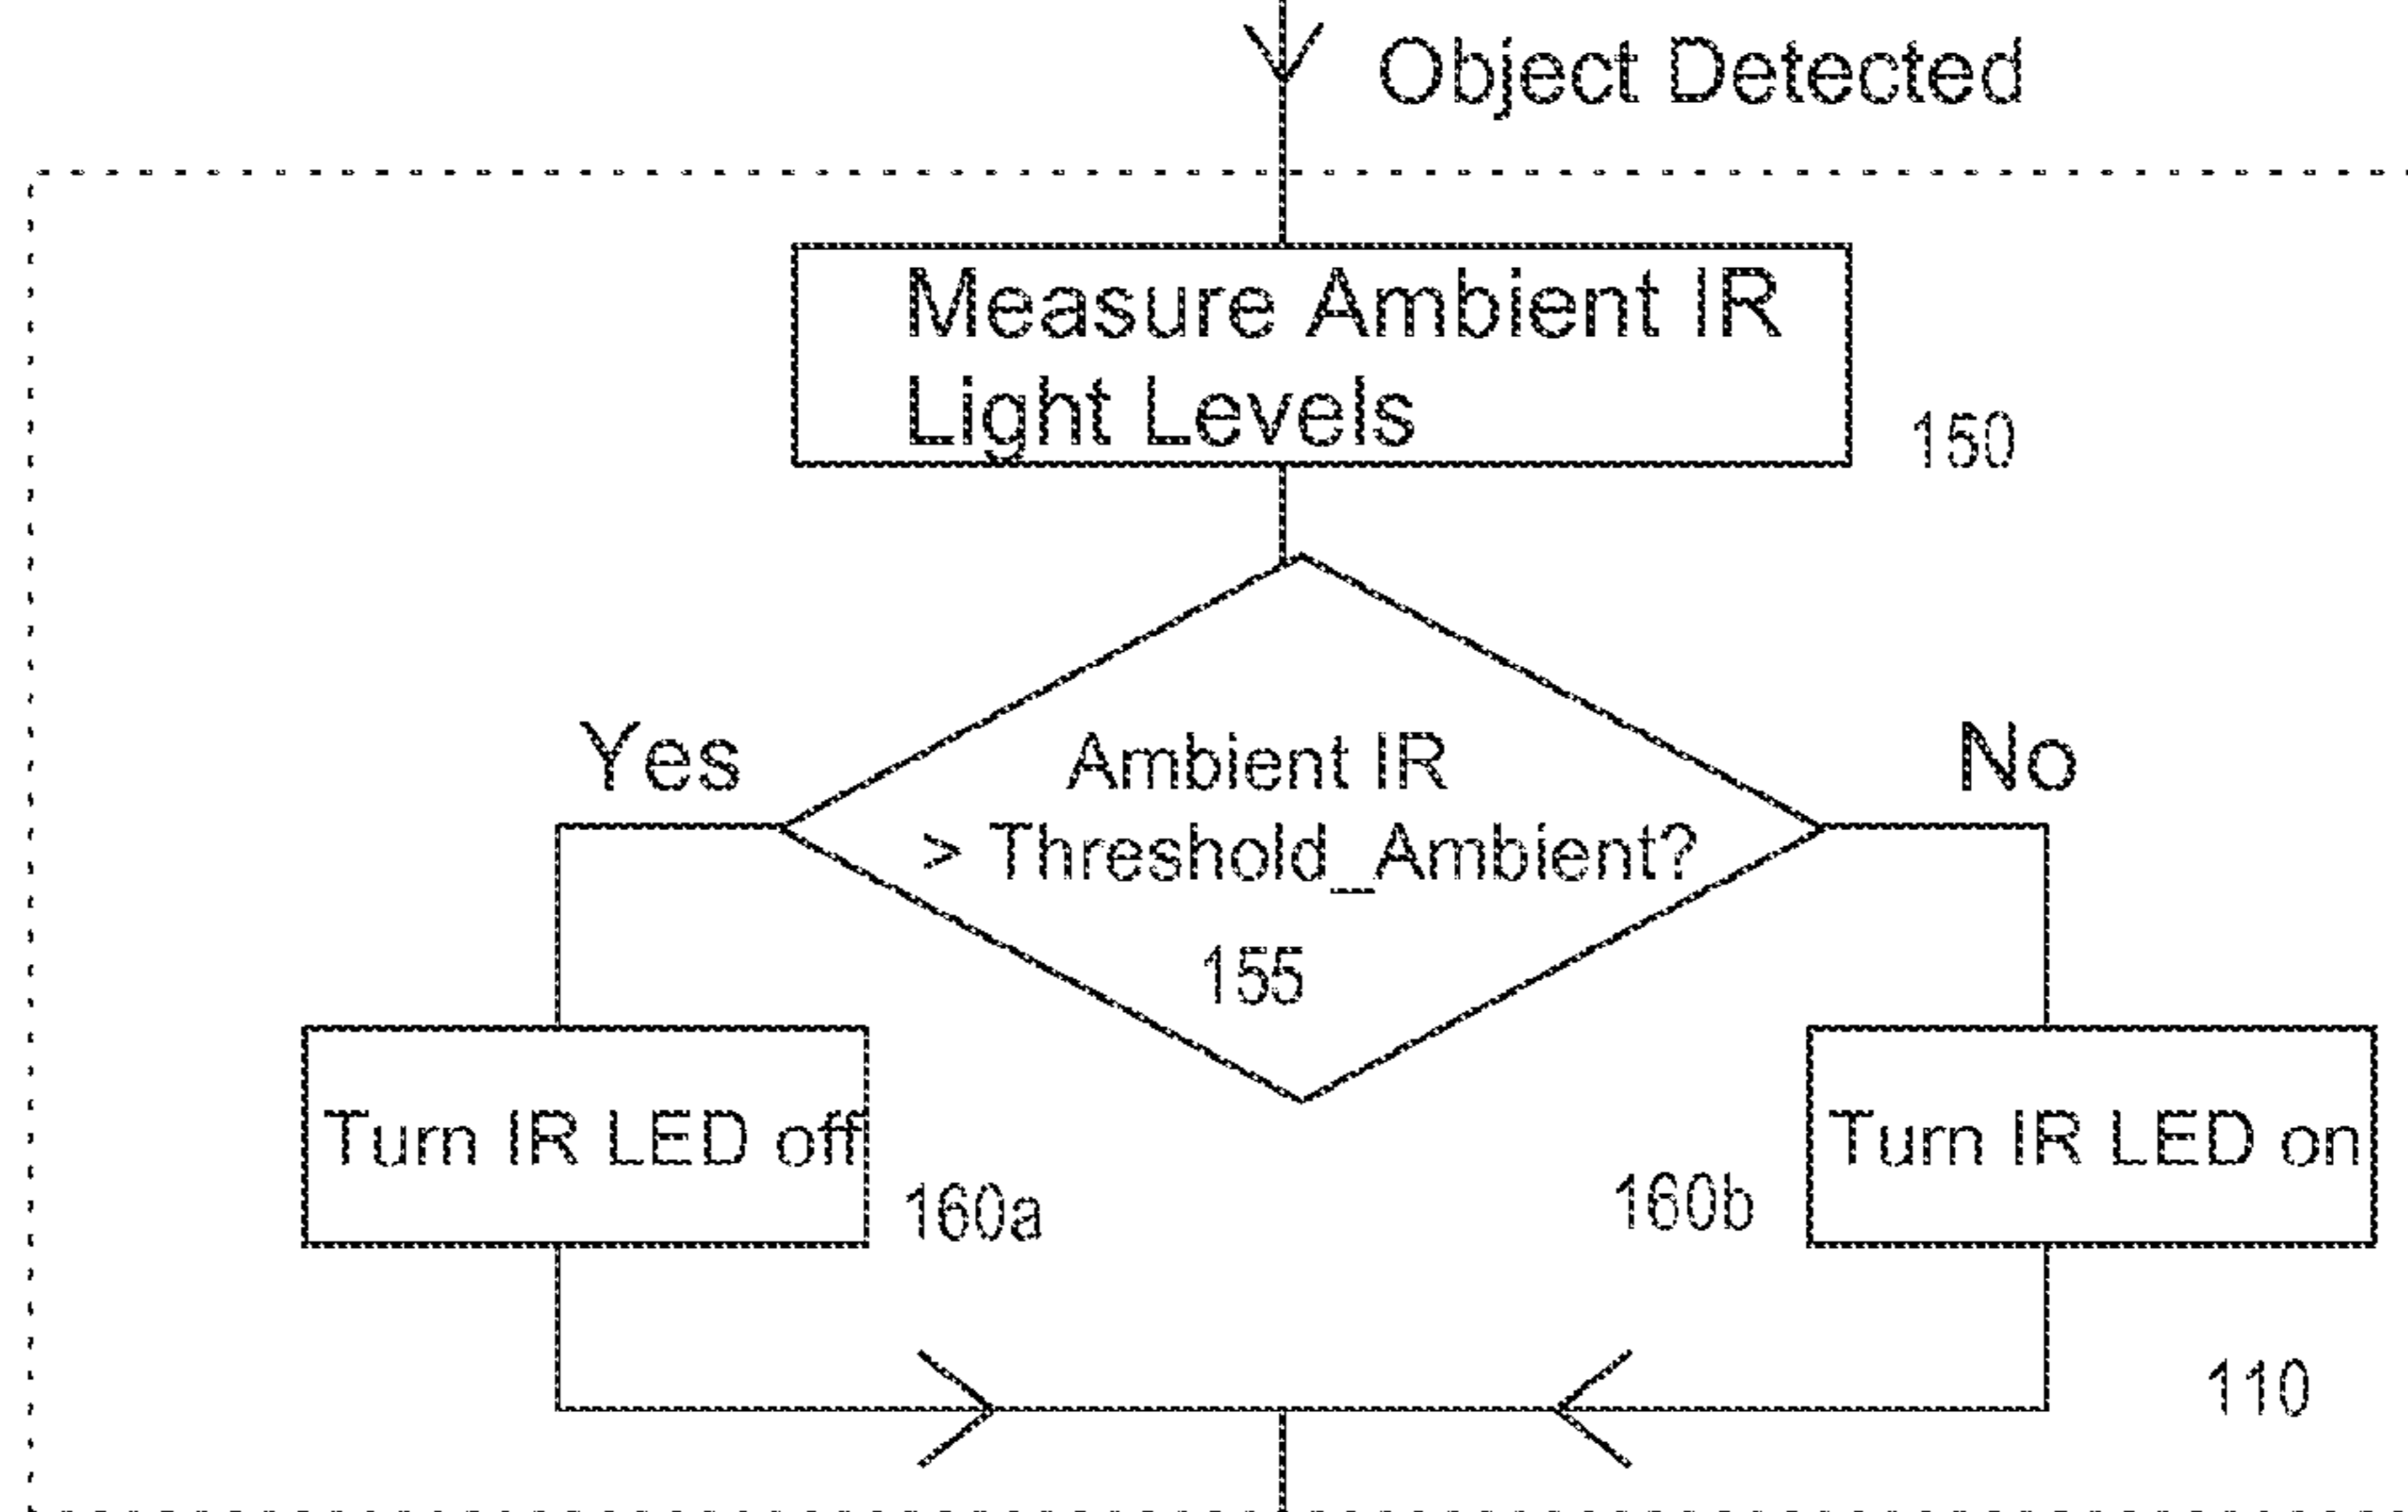 Object Detected
Measure Ambient IR
Light Levels
150
Yes
No
Ambient IR
> Threshold_Ambient?
155
Turn IR LED off
Turn IR LED on
160a
160b
110